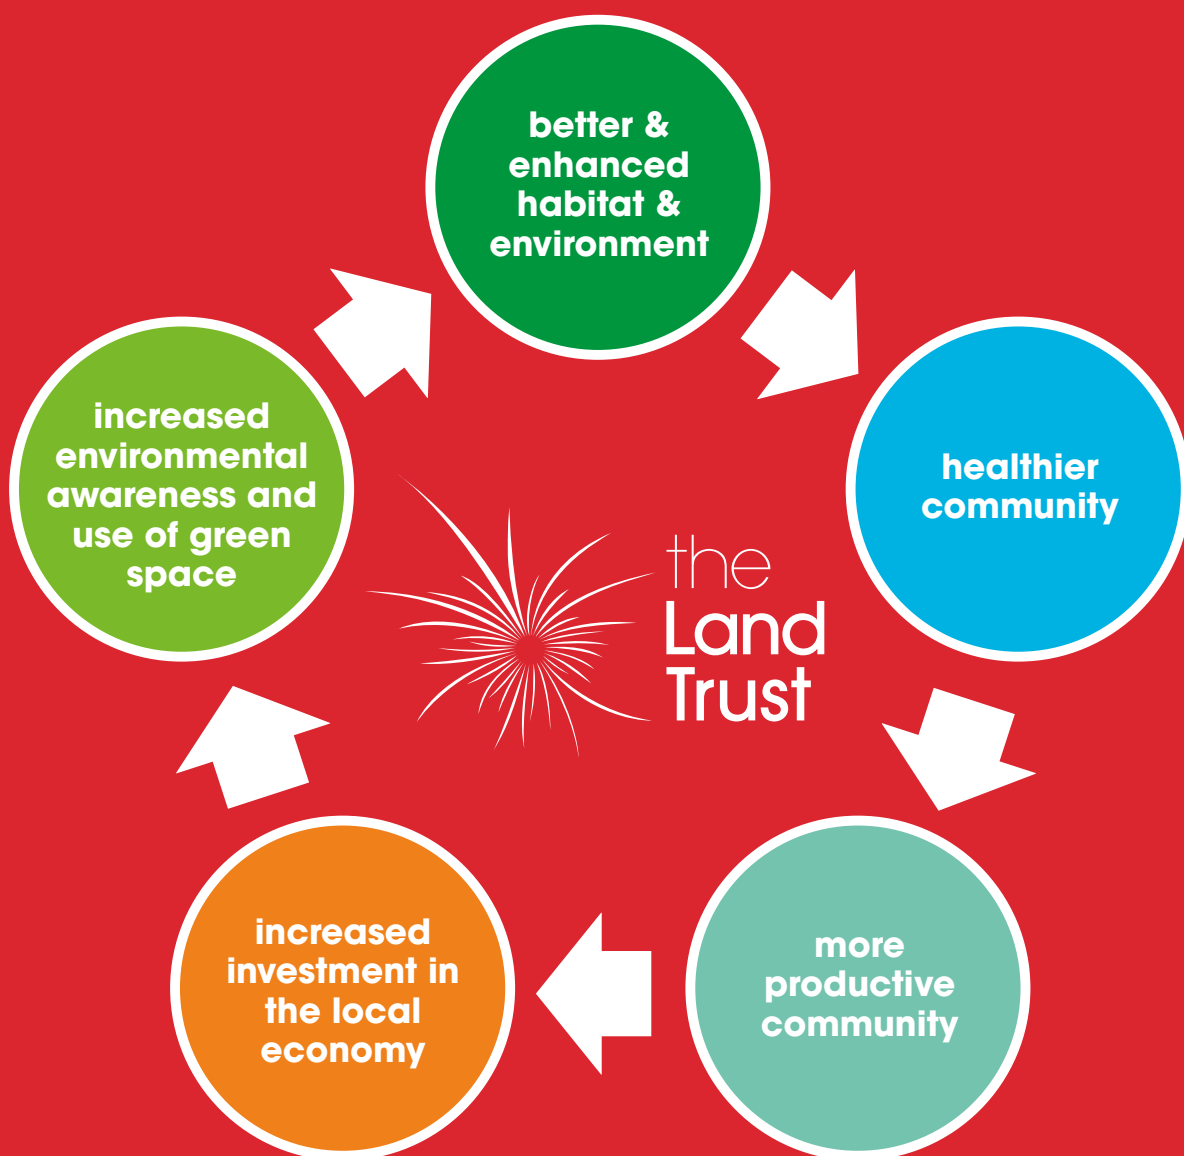 better &
enhanced
habitat &
environment
healthier
community
more
productive
community
increased
investment in
the local
economy
increased
environmental
awareness and
use of green
space
the
Land
Trust